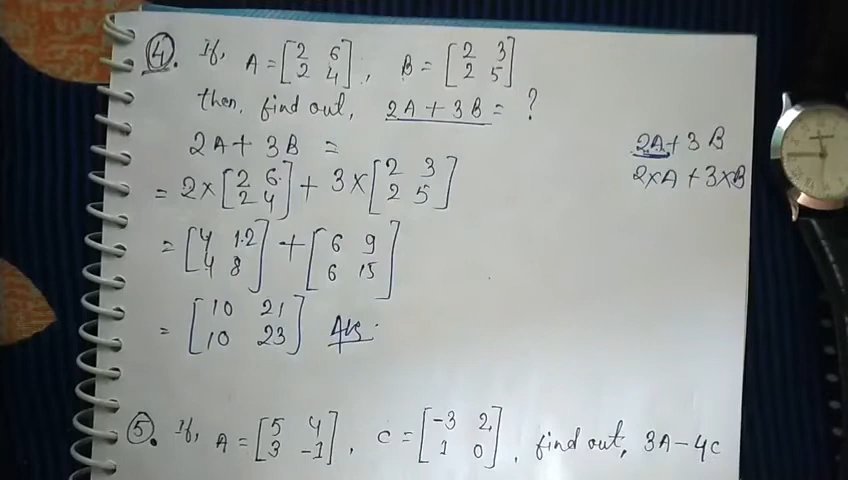 4. If, A = [2 6 2 4], B = [2 3 2 5]
then, find out, 2A + 3B = ?
2A + 3B =
= 2 × [2 6 2 4] + 3 × [2 3 2 5]
= [4 12 4 8] + [6 9 6 15]
= [10 21 10 23] Ans.
2A + 3B
2×A + 3×B
5. If, A = [5 4 3 -1], C = [-3 2 1 0], find out, 3A - 4C